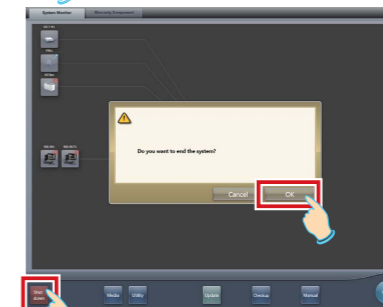 System Monitor Warranty Component
Do you want to end the system?
Cancel OK
Shut
down Media Utility Update Checkup Manual